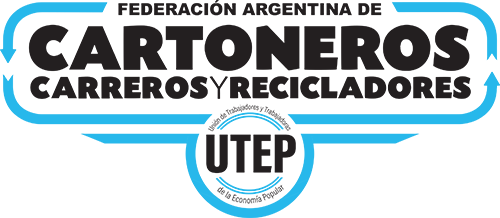 FEDERACIÓN ARGENTINA DE
CARTONEROS
CARREROS Y RECICLADORES
Unión de Trabajadores y Trabajadoras
UTEP
de la Economía Popular